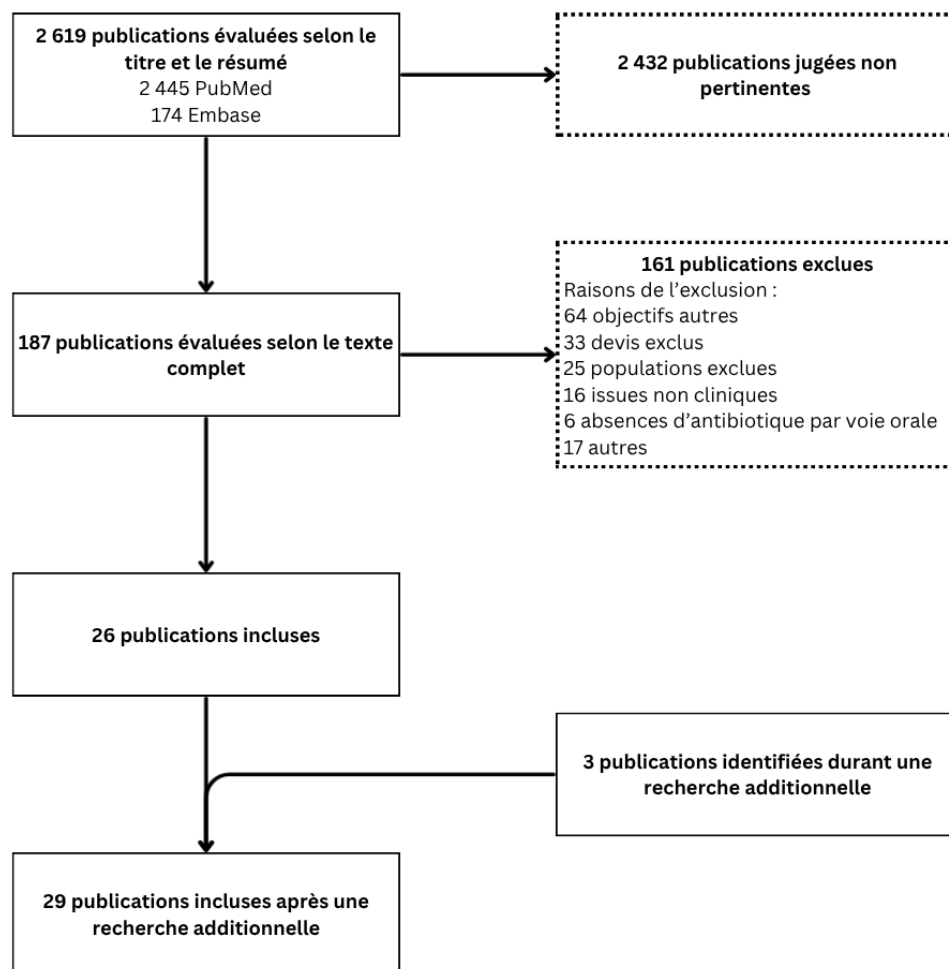 2 619 publications évaluées selon le
titre et le résumé
2 445 PubMed
174 Embase
2 432 publications jugées non
pertinentes
161 publications exclues
Raisons de l'exclusion :
64 objectifs autres
33 devis exclus
25 populations exclues
16 issues non cliniques
6 absences d'antibiotique par voie orale
17 autres
187 publications évaluées selon le texte
complet
26 publications incluses
3 publications identifiées durant une
recherche additionnelle
29 publications incluses après une
recherche additionnelle